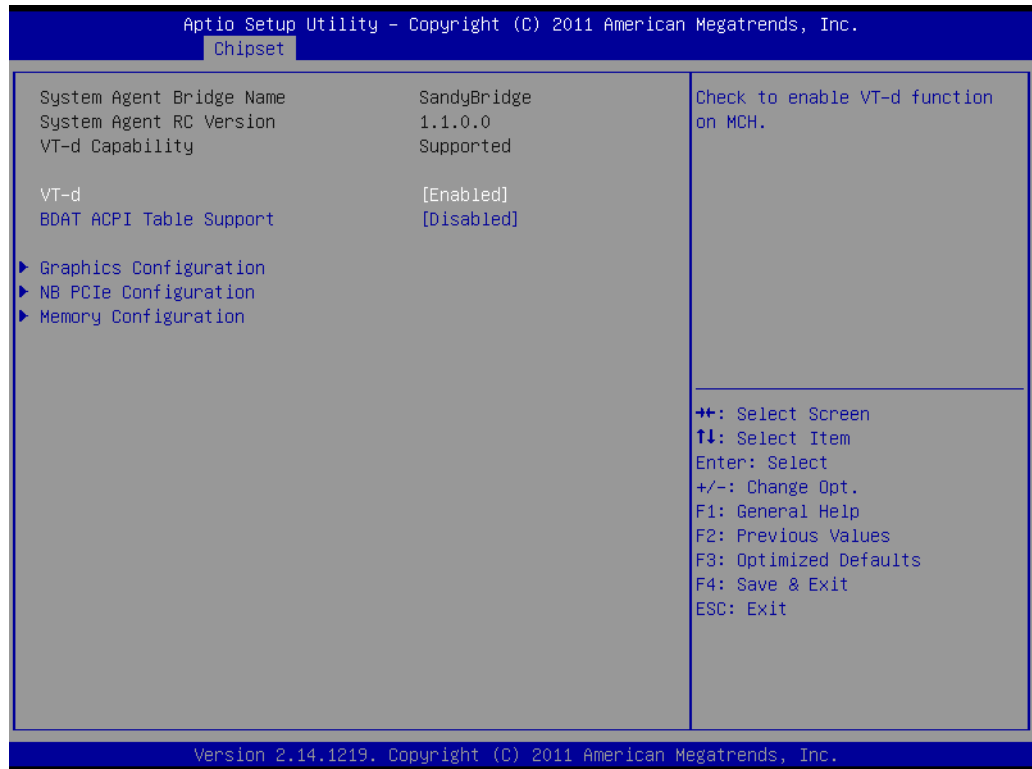 Aptio Setup Utility – Copyright (C) 2011 American Megatrends, Inc.
Chipset
System Agent Bridge Name SandyBridge
System Agent RC Version 1.1.0.0
VT-d Capability Supported
VT-d [Enabled]
BDAT ACPI Table Support [Disabled]
▶ Graphics Configuration
▶ NB PCIe Configuration
▶ Memory Configuration
Check to enable VT-d function
on MCH.
→←: Select Screen
↑↓: Select Item
Enter: Select
+/-: Change Opt.
F1: General Help
F2: Previous Values
F3: Optimized Defaults
F4: Save & Exit
ESC: Exit
Version 2.14.1219. Copyright (C) 2011 American Megatrends, Inc.